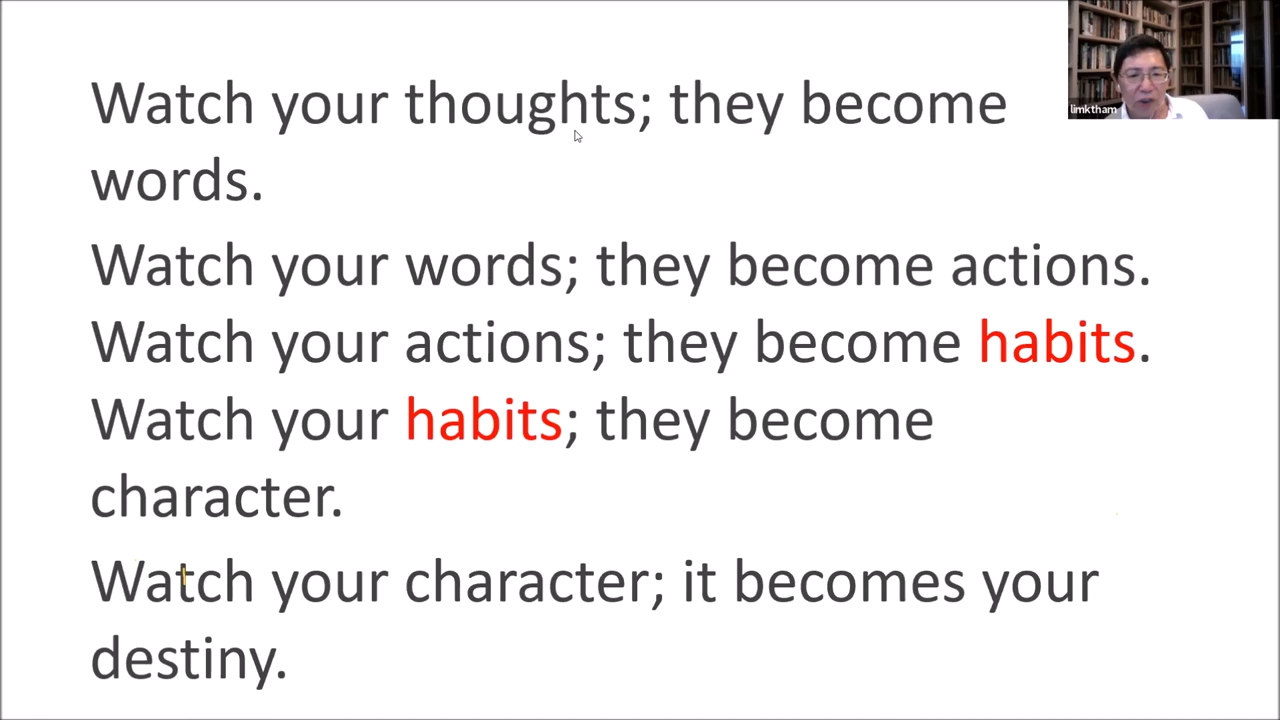 Watch your thoughts; they become
words.
Watch your words; they become actions.
Watch your actions; they become habits.
Watch your habits; they become
character.
Watch your character; it becomes your
destiny.
limktham